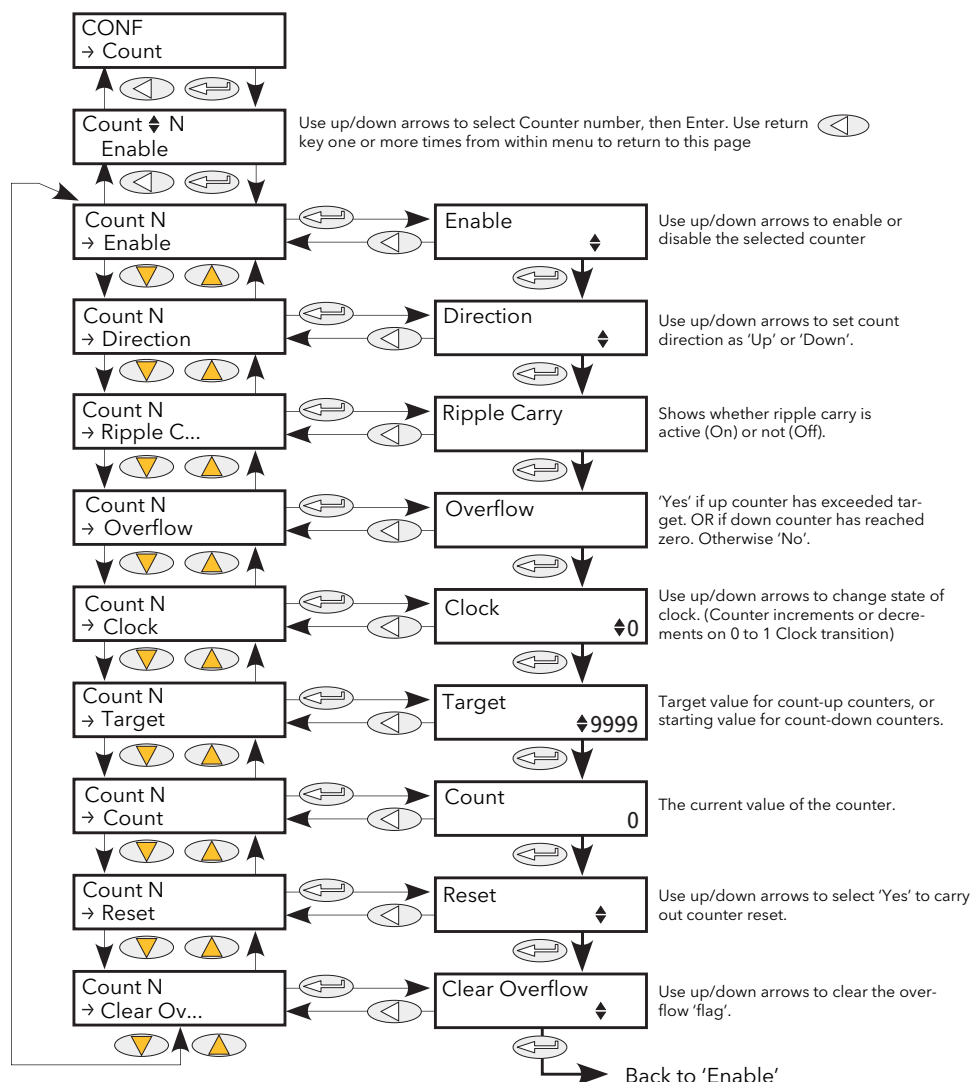 CONF
→ Count
Count N
Enable
Use up/down arrows to select Counter number, then Enter. Use return
key one or more times from within menu to return to this page
Count N
→ Enable
Enable
Use up/down arrows to enable or
disable the selected counter
Count N
→ Direction
Direction
Use up/down arrows to set count
direction as ‘Up’ or ‘Down’.
Count N
→ Ripple C...
Ripple Carry
Shows whether ripple carry is
active (On) or not (Off).
Count N
→ Overflow
Overflow
‘Yes’ if up counter has exceeded tar-
get. OR if down counter has reached
zero. Otherwise ‘No’.
Count N
→ Clock
Clock
0
Use up/down arrows to change state of
clock. (Counter increments or decre-
ments on 0 to 1 Clock transition)
Count N
→ Target
Target
9999
Target value for count-up counters, or
starting value for count-down counters.
Count N
→ Count
Count
0
The current value of the counter.
Count N
→ Reset
Reset
Use up/down arrows to select ‘Yes’ to carry
out counter reset.
Count N
→ Clear Ov...
Clear Overflow
Use up/down arrows to clear the over-
flow ‘flag’.
Back to ‘Enable’